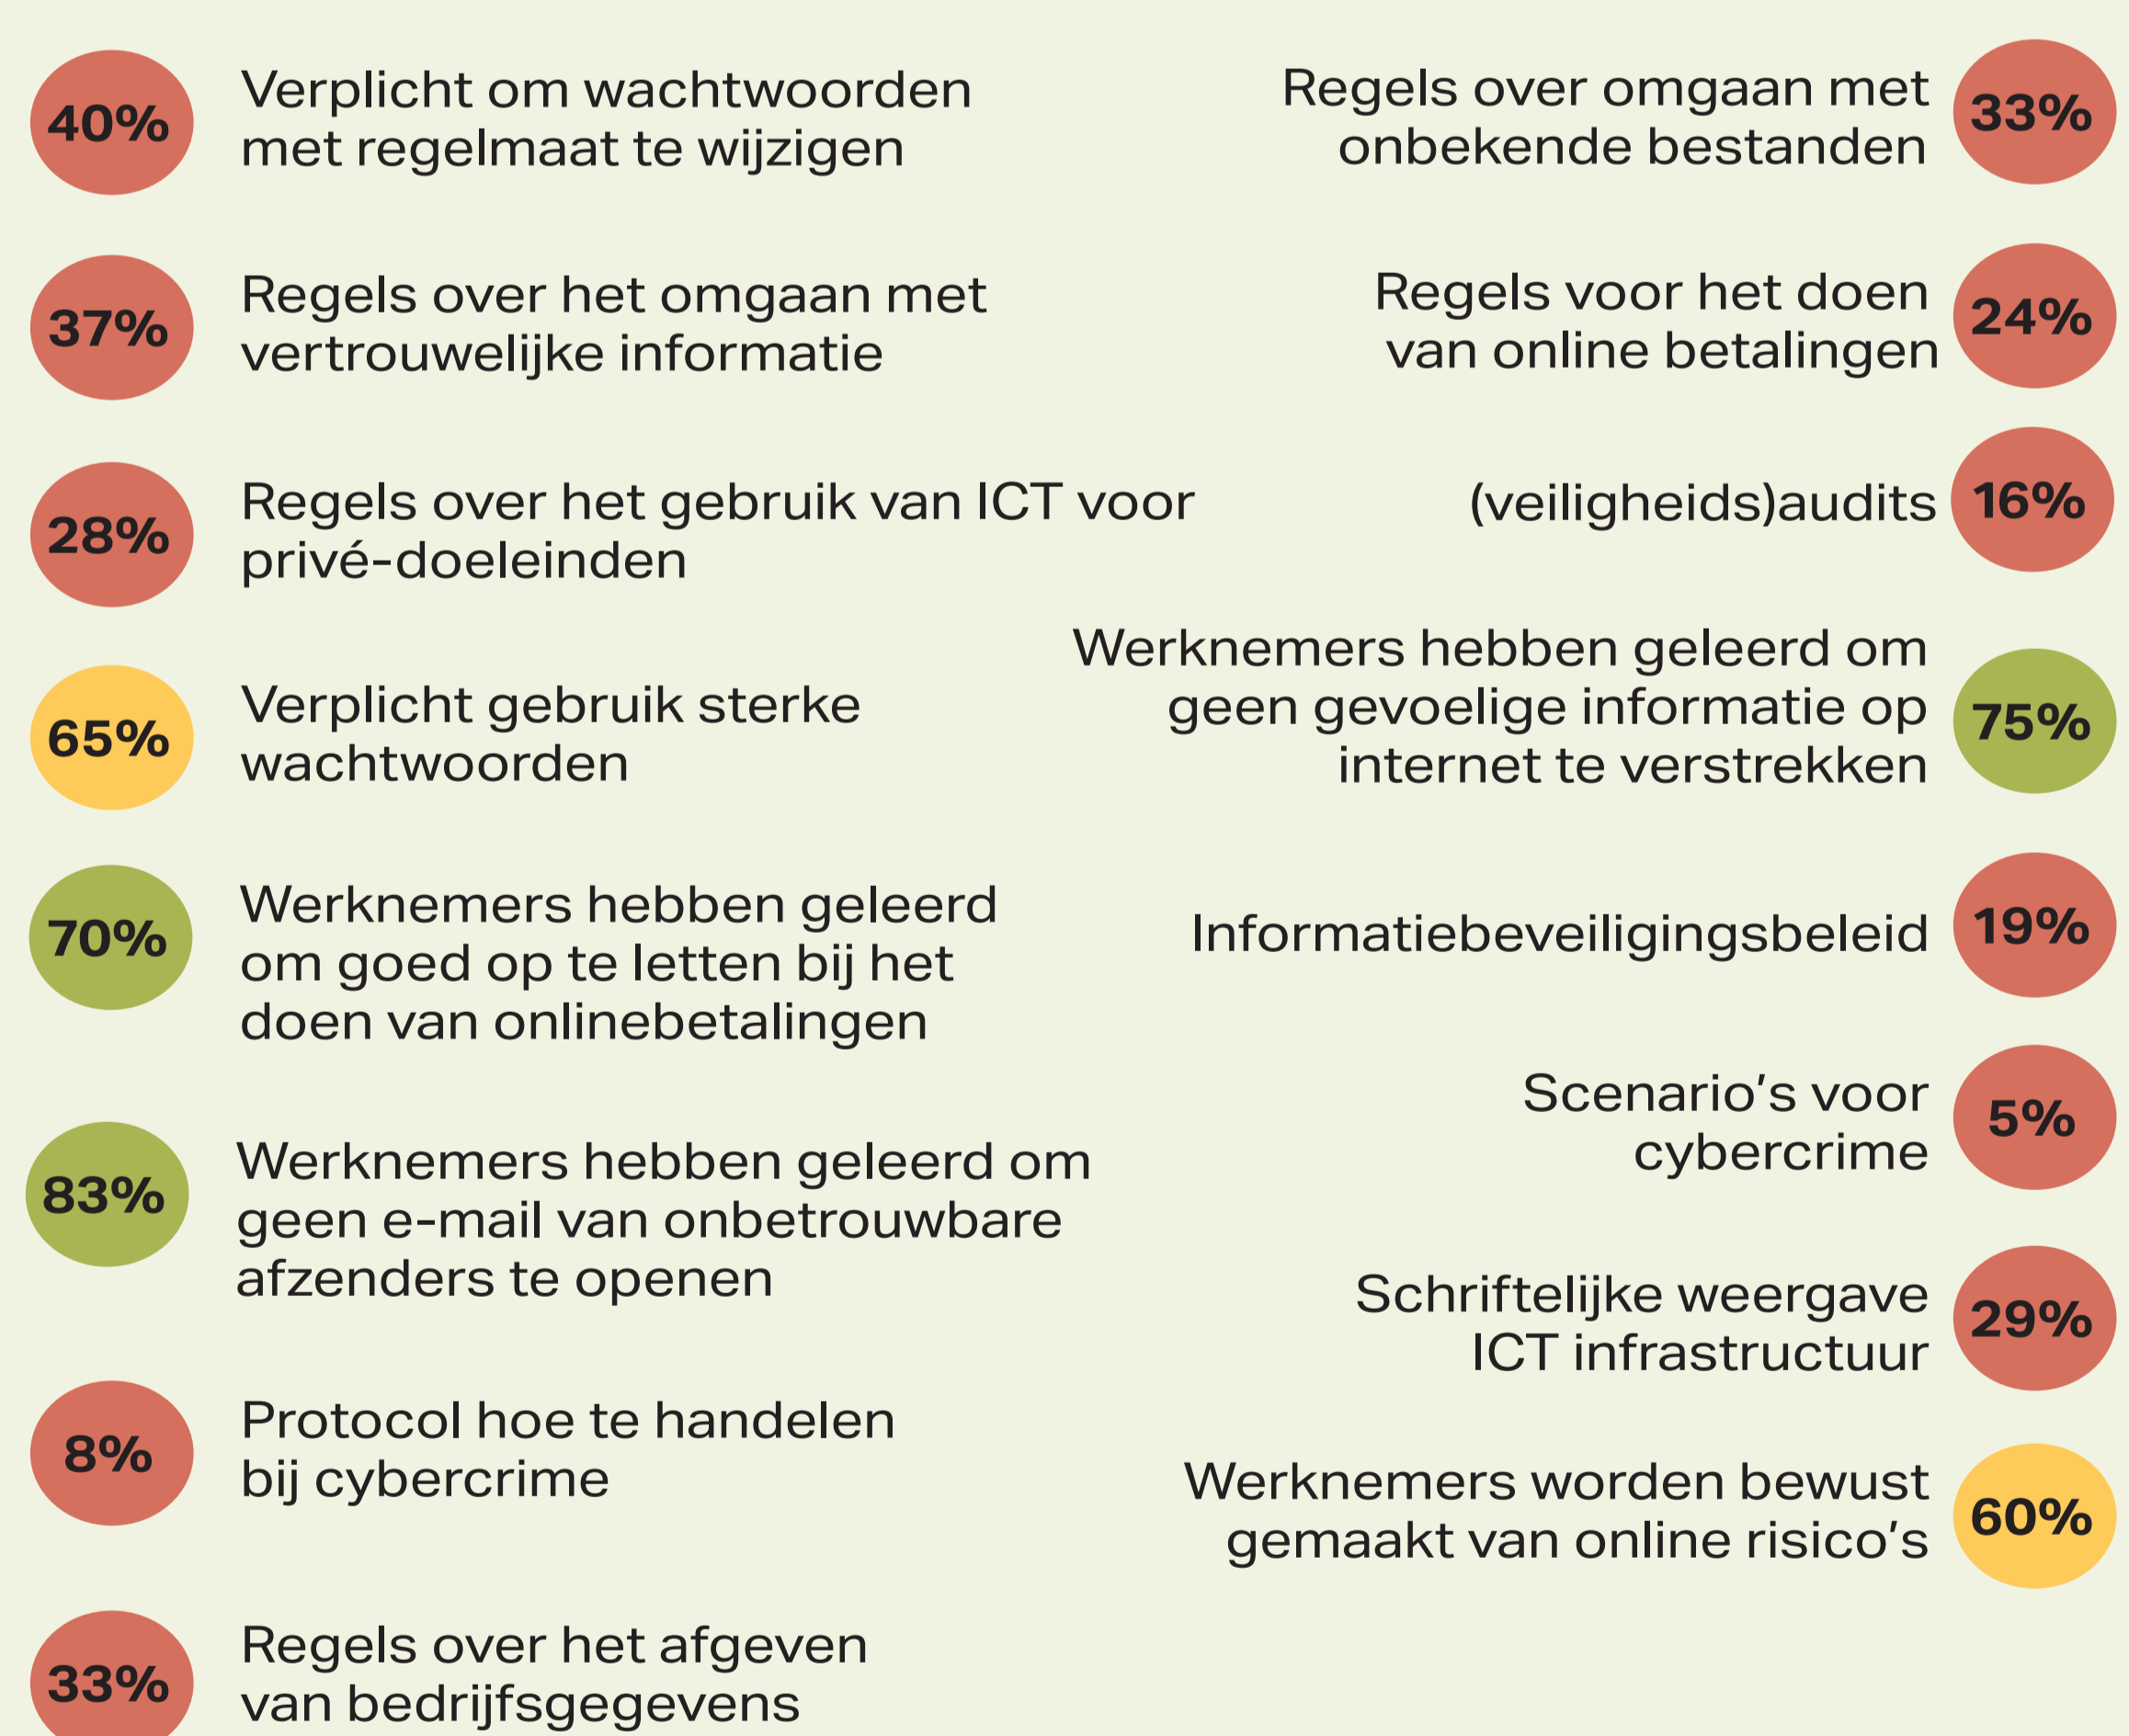 40%
Verplicht om wachtwoorden
met regelmaat te wijzigen
37%
Regels over het omgaan met
vertrouwelijke informatie
28%
Regels over het gebruik van ICT voor
privé-doeleinden
65%
Verplicht gebruik sterke
wachtwoorden
70%
Werknemers hebben geleerd
om goed op te letten bij het
doen van onlinebetalingen
83%
Werknemers hebben geleerd om
geen e-mail van onbetrouwbare
afzenders te openen
8%
Protocol hoe te handelen
bij cybercrime
33%
Regels over het afgeven
van bedrijfsgegevens
Regels over omgaan met
onbekende bestanden
33%
Regels voor het doen
van online betalingen
24%
(veiligheids)audits
16%
Werknemers hebben geleerd om
geen gevoelige informatie op
internet te verstrekken
75%
Informatiebeveiligingsbeleid
19%
Scenario's voor
cybercrime
5%
Schriftelijke weergave
ICT infrastructuur
29%
Werknemers worden bewust
gemaakt van online risico's
60%